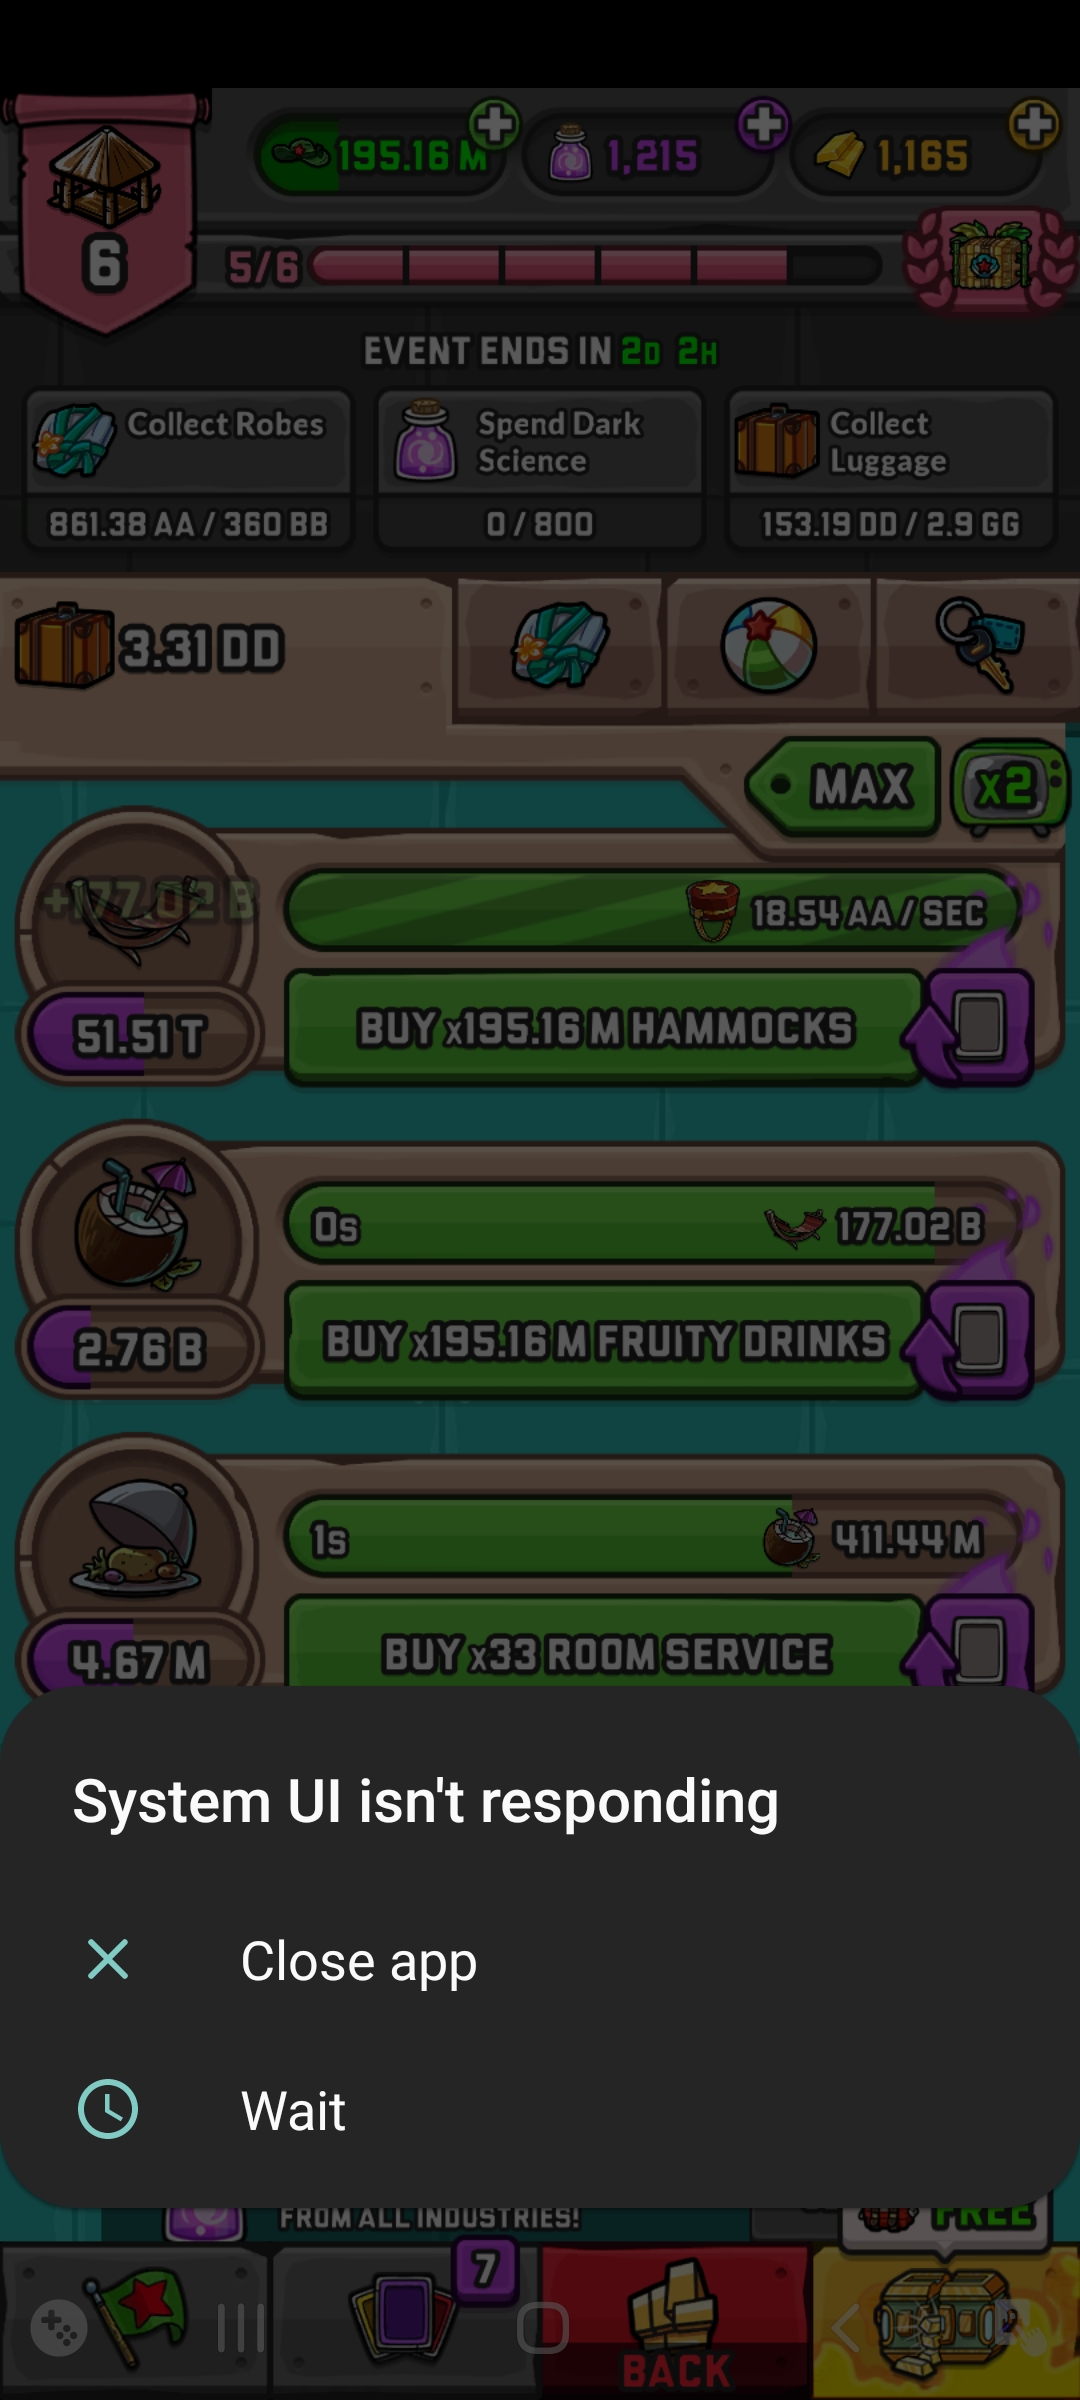 195.16 M
1,215
1,165
6
5/6
EVENT ENDS IN 2D 2H
Collect Robes
861.38 AA / 360 BB
Spend Dark
Science
0 / 800
Collect
Luggage
153.19 DD / 2.9 GG
3.31 DD
MAX
x2
+177.02 B
18.54 AA / SEC
51.51 T
BUY x195.16 M HAMMOCKS
0s
177.02 B
2.76 B
BUY x195.16 M FRUITY DRINKS
1s
411.44 M
4.67 M
BUY x33 ROOM SERVICE
System UI isn't responding
Close app
Wait
FROM ALL INDUSTRIES!
FREE
7
BACK